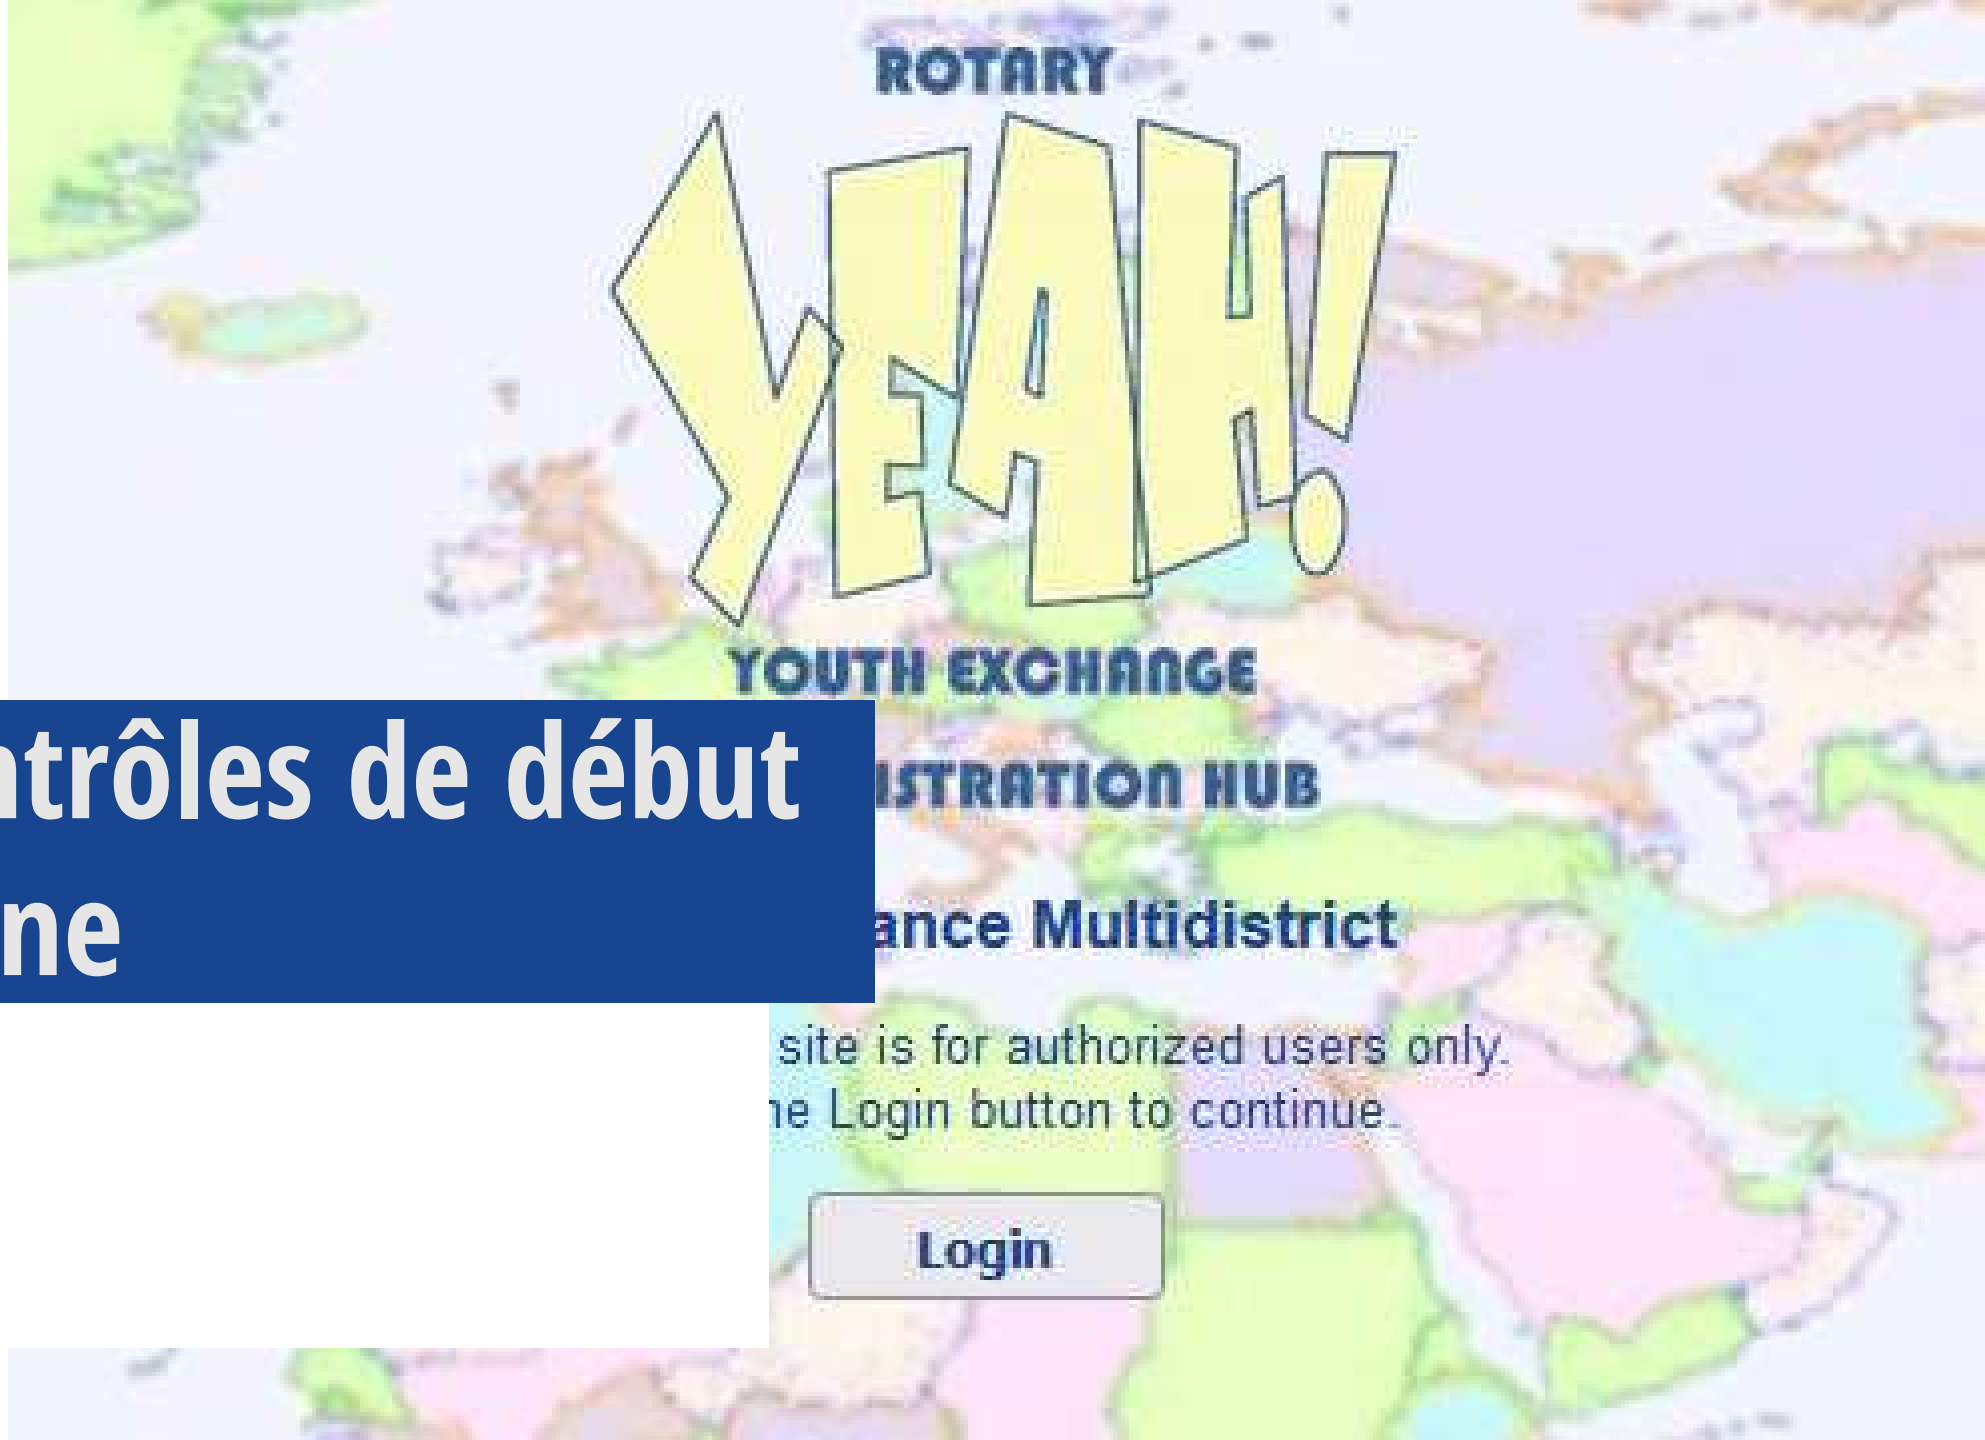 ROTARY
YEAH!
YOUTH EXCHANGE
ntrôles de début
ISTRATION HUB
ne
ance Multidistrict
site is for authorized users only.
he Login button to continue.
Login